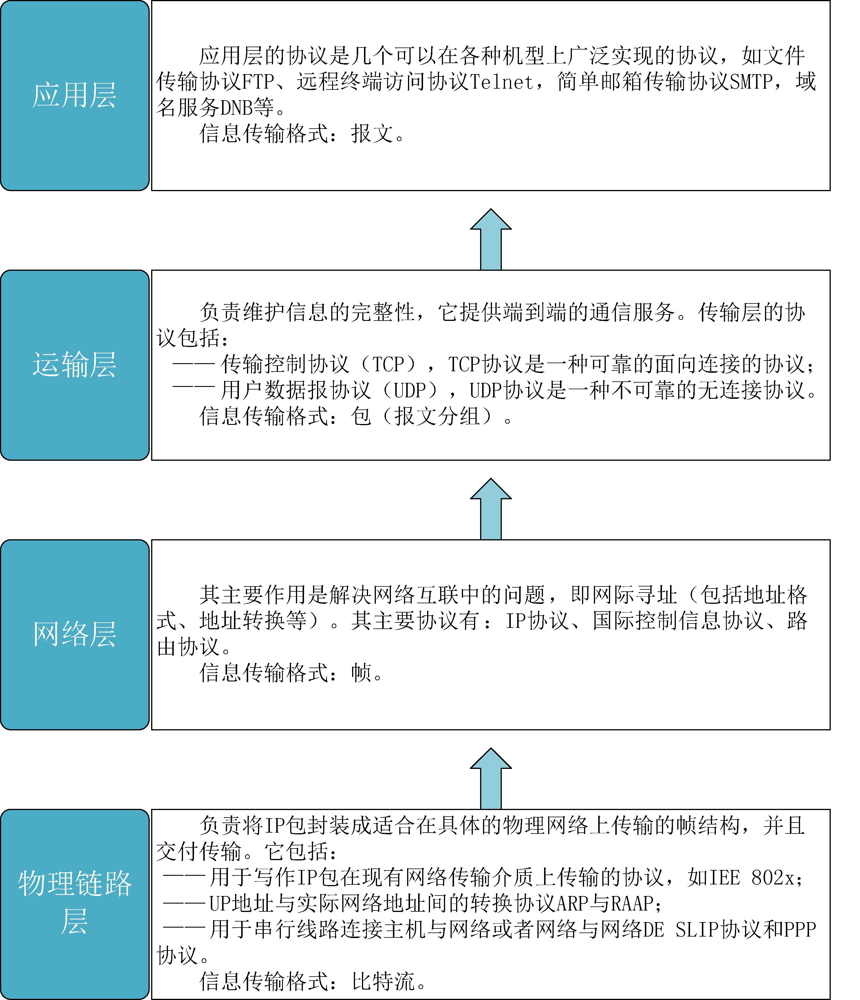 应用层
应用层的协议是几个可以在各种机型上广泛实现的协议，如文件
传输协议FTP、远程终端访问协议Telnet，简单邮箱传输协议SMTP，域
名服务DNB等。
信息传输格式：报文。
运输层
负责维护信息的完整性，它提供端到端的通信服务。传输层的协
议包括：
—— 传输控制协议（TCP），TCP协议是一种可靠的面向连接的协议；
—— 用户数据报协议（UDP），UDP协议是一种不可靠的无连接协议。
信息传输格式：包（报文分组）。
网络层
其主要作用是解决网络互联中的问题，即网际寻址（包括地址格
式、地址转换等）。其主要协议有：IP协议、国际控制信息协议、路
由协议。
信息传输格式：帧。
物理链路
层
负责将IP包封装成适合在具体的物理网络上传输的帧结构，并且
交付传输。它包括：
—— 用于写作IP包在现有网络传输介质上传输的协议，如IEE 802x；
—— UP地址与实际网络地址间的转换协议ARP与RAAP；
—— 用于串行线路连接主机与网络或者网络与网络DE SLIP协议和PPP
协议。
信息传输格式：比特流。